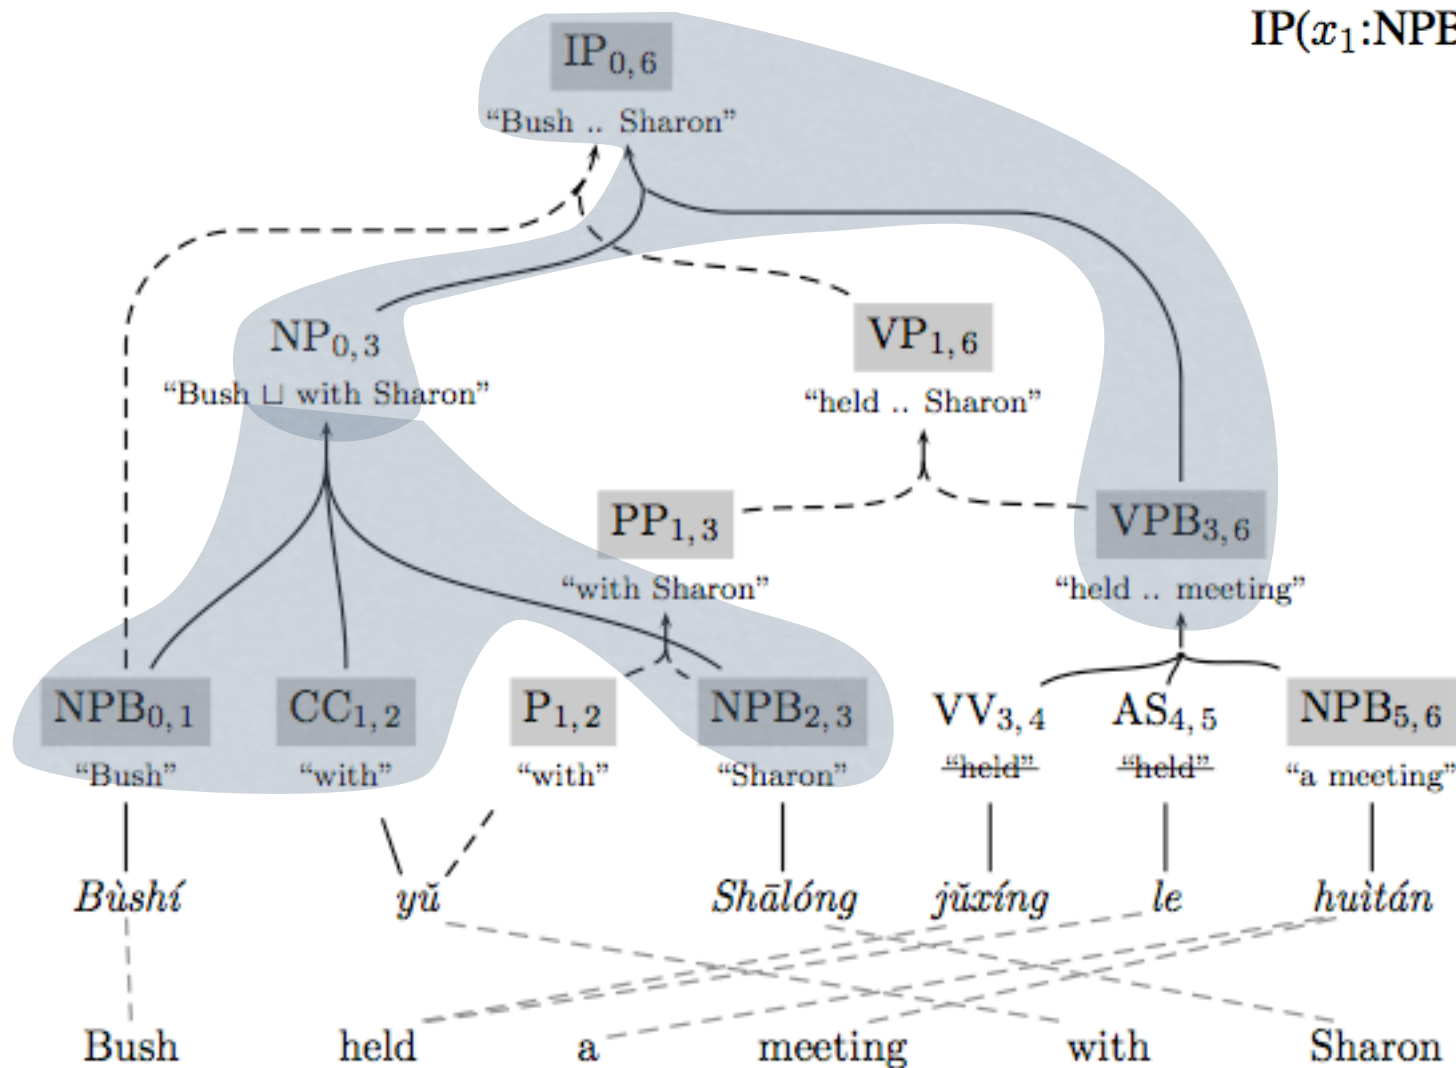 IP(x₁:NPB
IP₀,₆
“Bush .. Sharon”
NP₀,₃
“Bush ⊔ with Sharon”
VP₁,₆
“held .. Sharon”
PP₁,₃
“with Sharon”
VPB₃,₆
“held .. meeting”
NPB₀,₁ CC₁,₂ P₁,₂ NPB₂,₃ VV₃,₄ AS₄,₅ NPB₅,₆
“Bush” “with” “with” “Sharon” “held” “held” “a meeting”
Bùshí yǔ Shālóng jǔxíng le huìtán
Bush held a meeting with Sharon